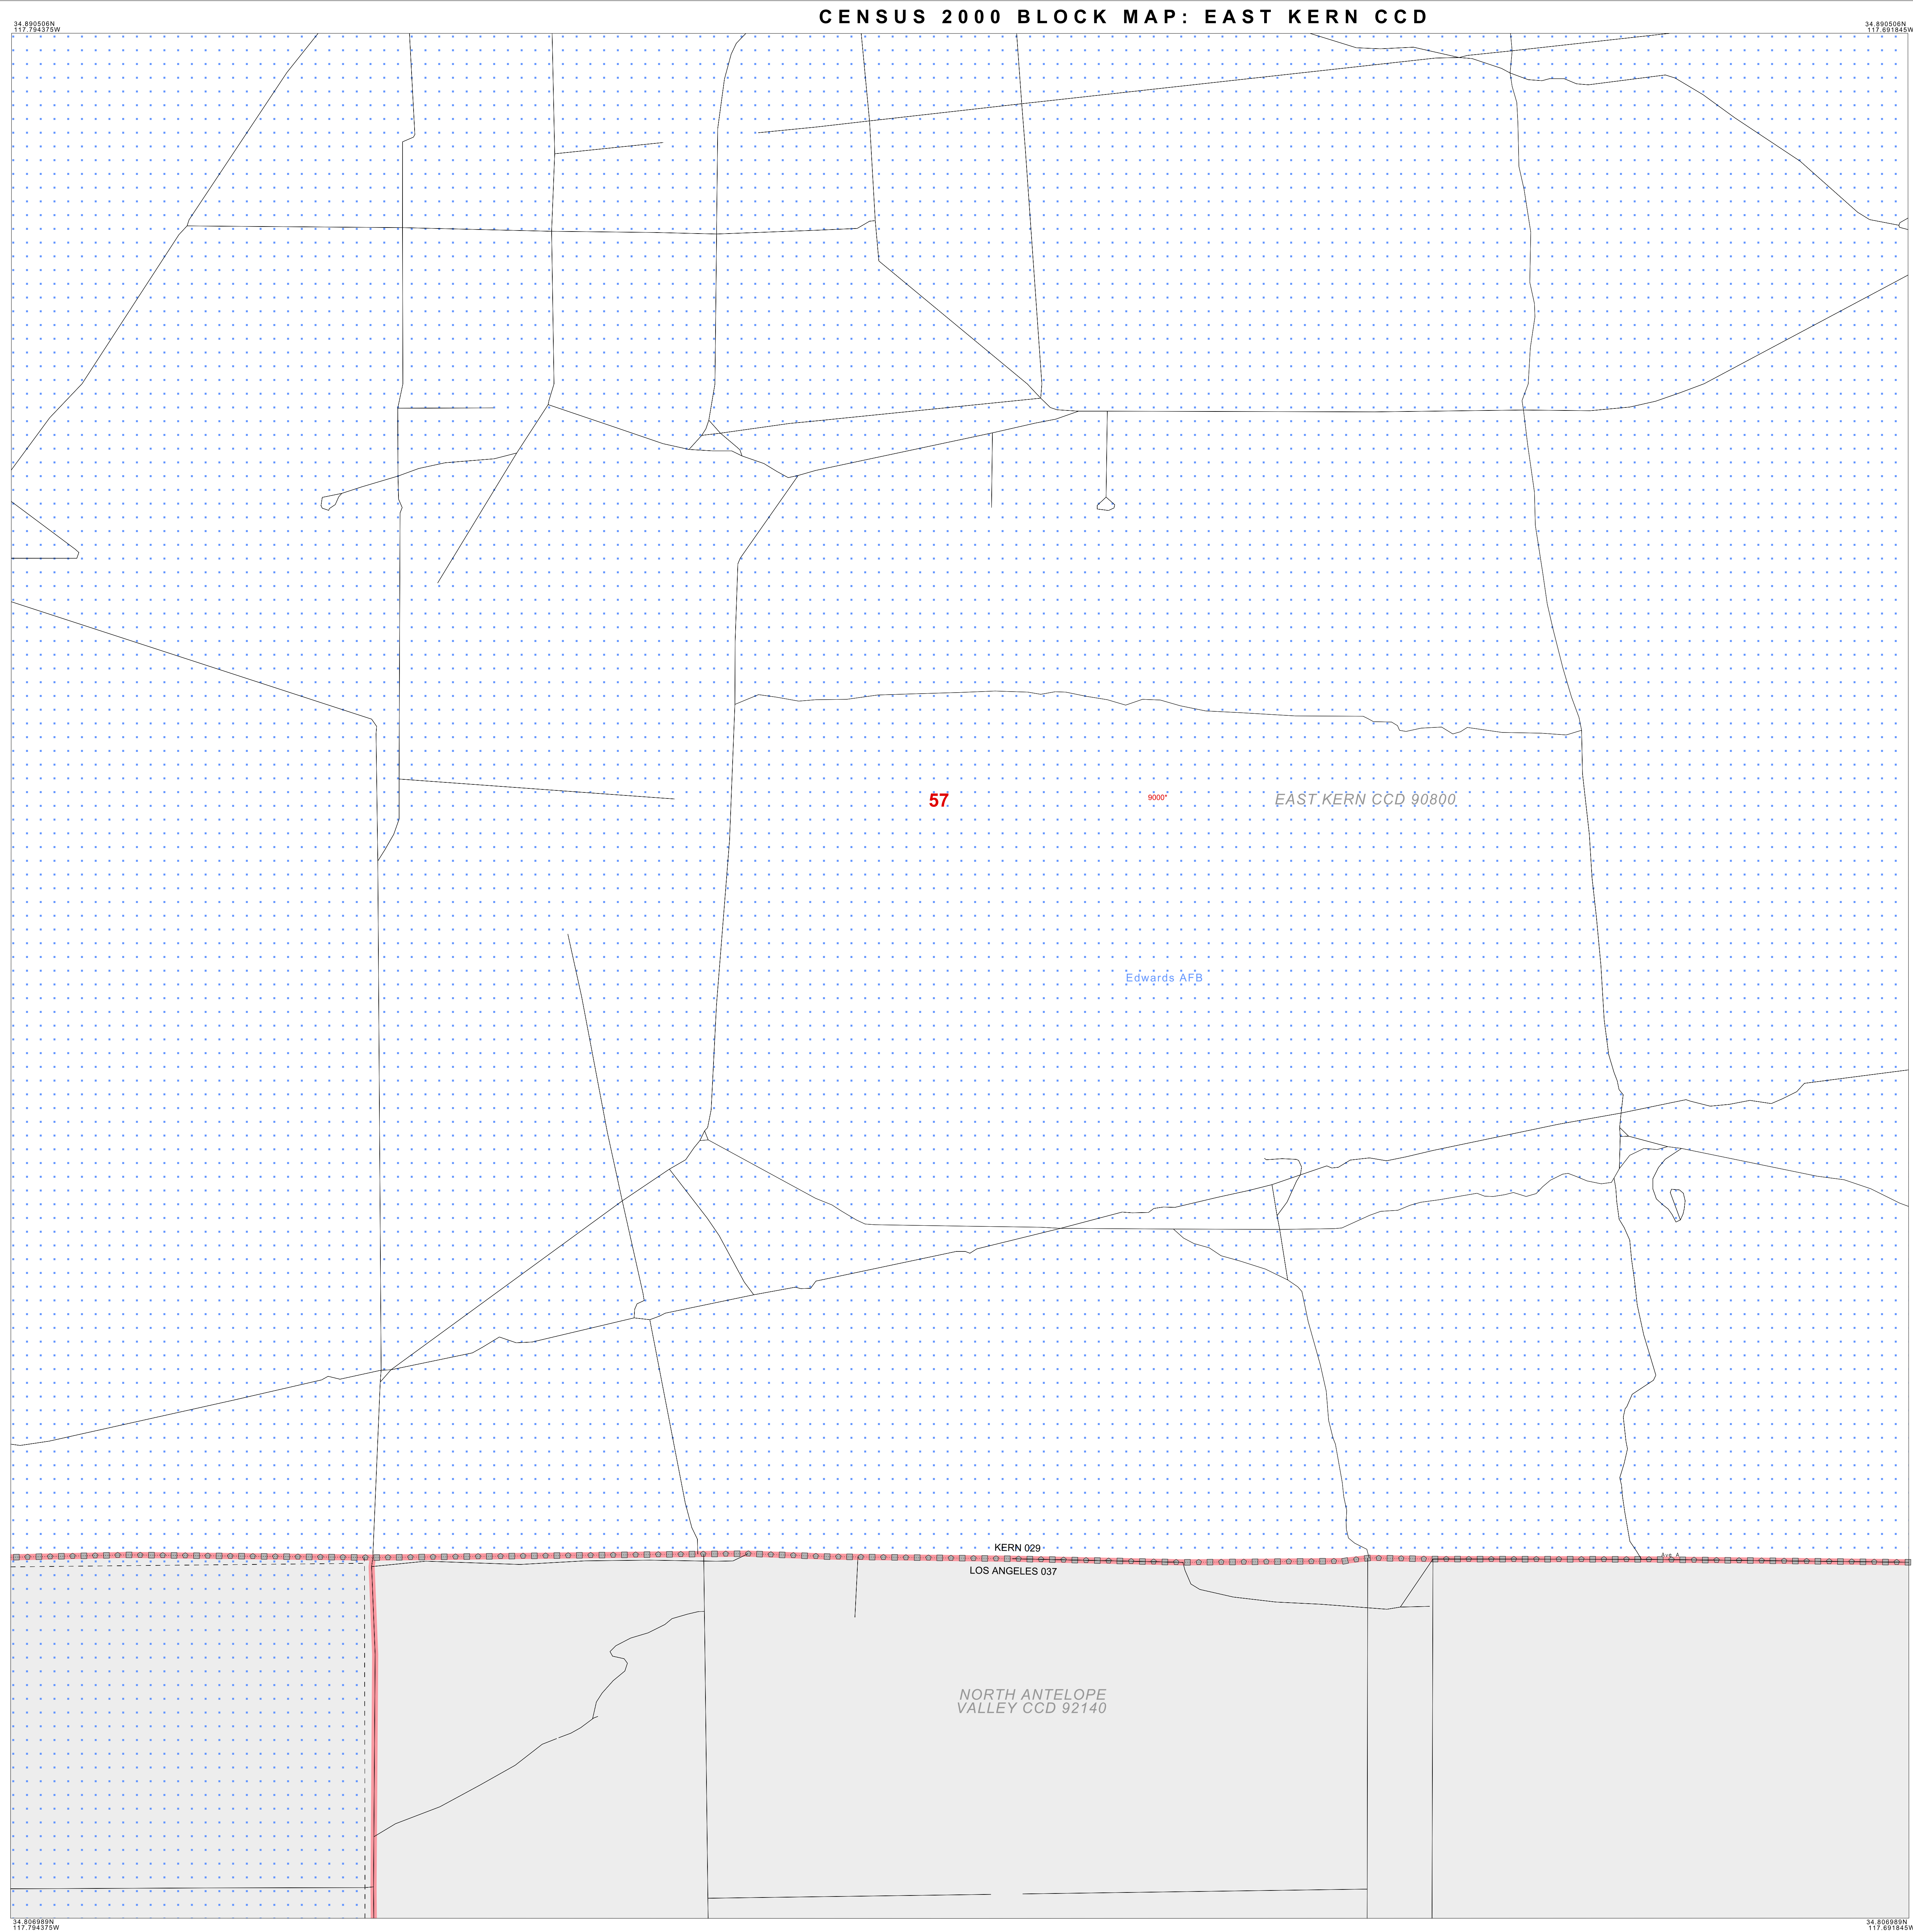 CENSUS 2000 BLOCK MAP: EAST KERN CCD
34.890506N
117.794375W
34.890506N
117.691845W
57
9000*
EAST KERN CCD 90800
Edwards AFB
KERN 029
Ave A
LOS ANGELES 037
NORTH ANTELOPE
VALLEY CCD 92140
34.806989N
117.794375W
34.806989N
117.691845W